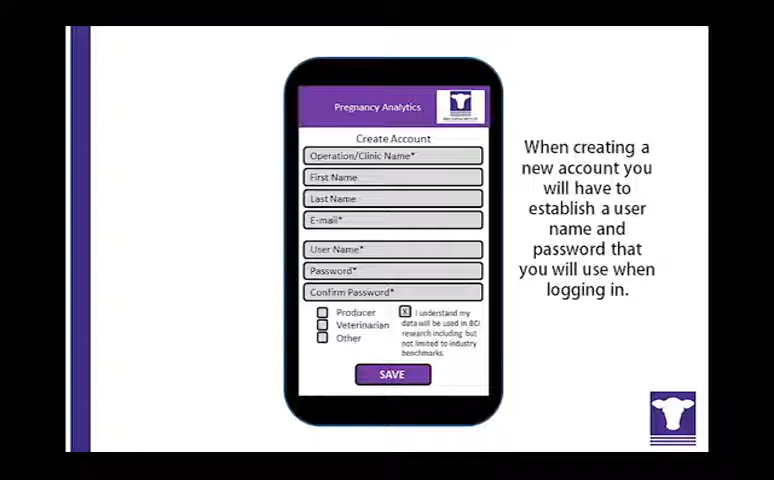 Pregnancy Analytics
Create Account
Operation/Clinic Name*
First Name
Last Name
E-mail*
User Name*
Password*
Confirm Password*
Producer
Veterinarian
Other
X I understand my
data will be used in BCI
research including but
not limited to industry
benchmarks.
SAVE
When creating a
new account you
will have to
establish a user
name and
password that
you will use when
logging in.